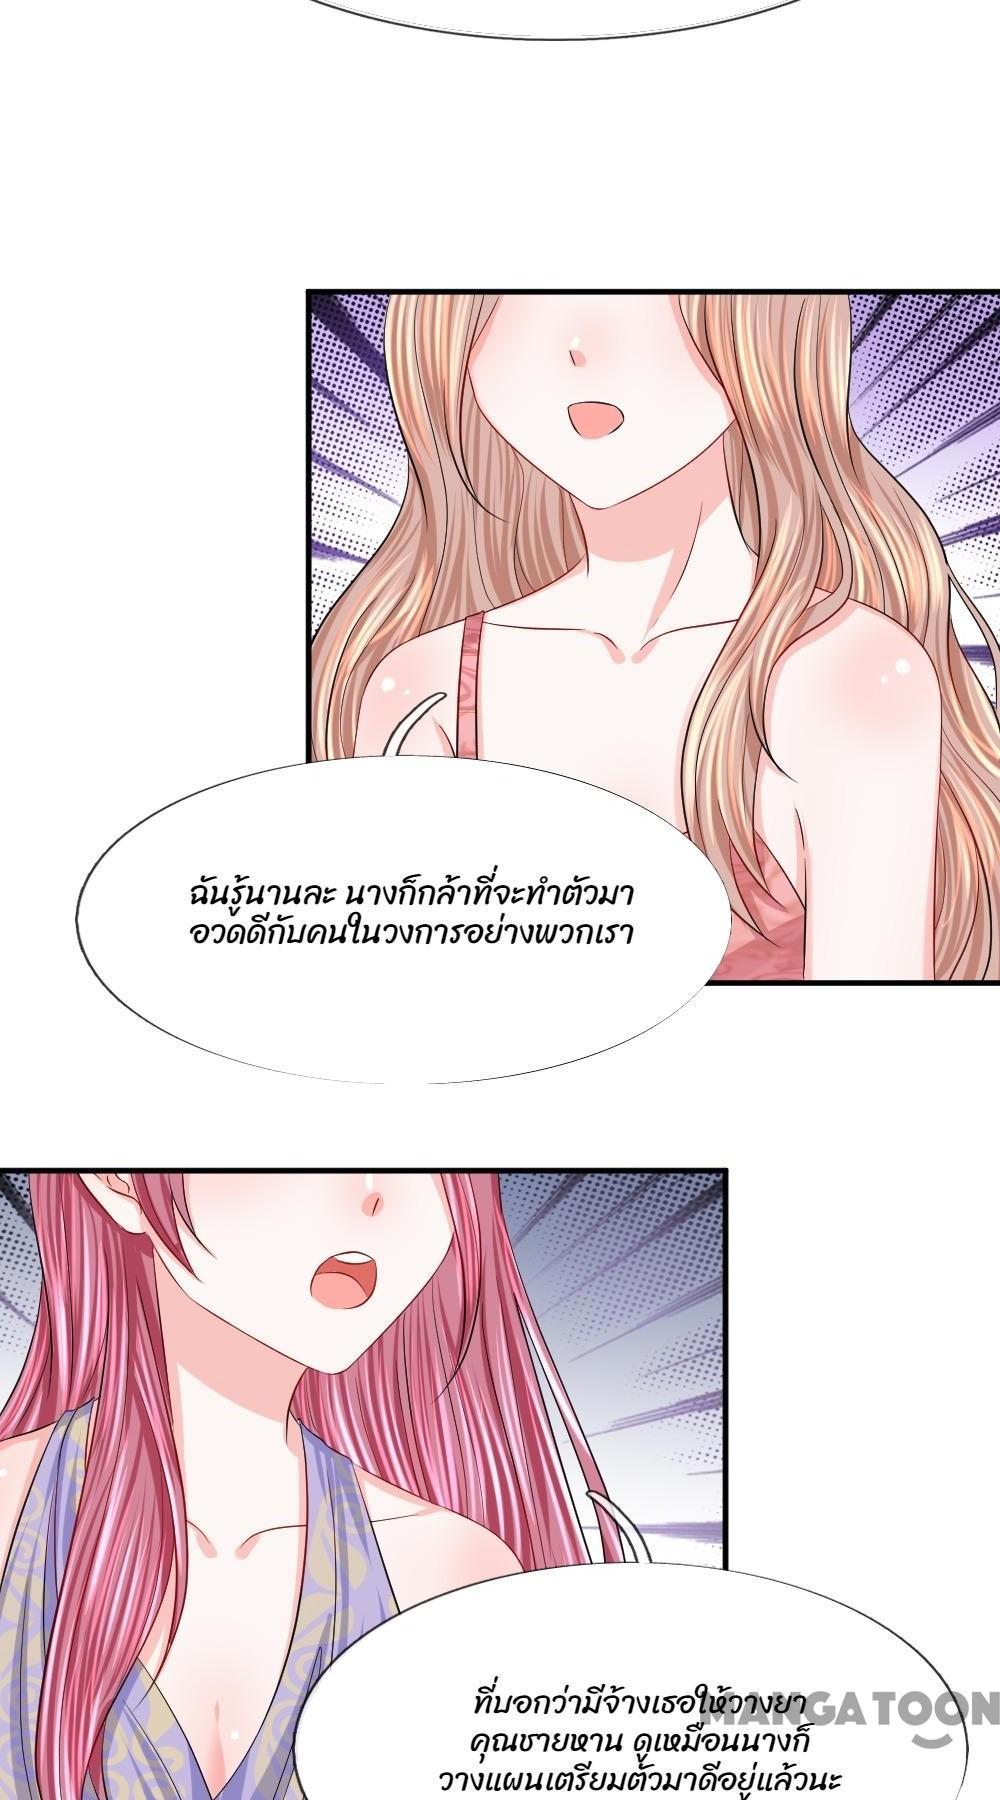 ฉันรู้นานละ นางก็กล้าที่จะทำตัวมา
อวดดีกับคนในวงการอย่างพวกเรา
ที่บอกว่ามีจ้างเธอให้วางยา
คุณชายหาน ดูเหมือนนางก็
วางแผนเตรียมตัวมาดีอยู่แล้วนะ
MANGATOON